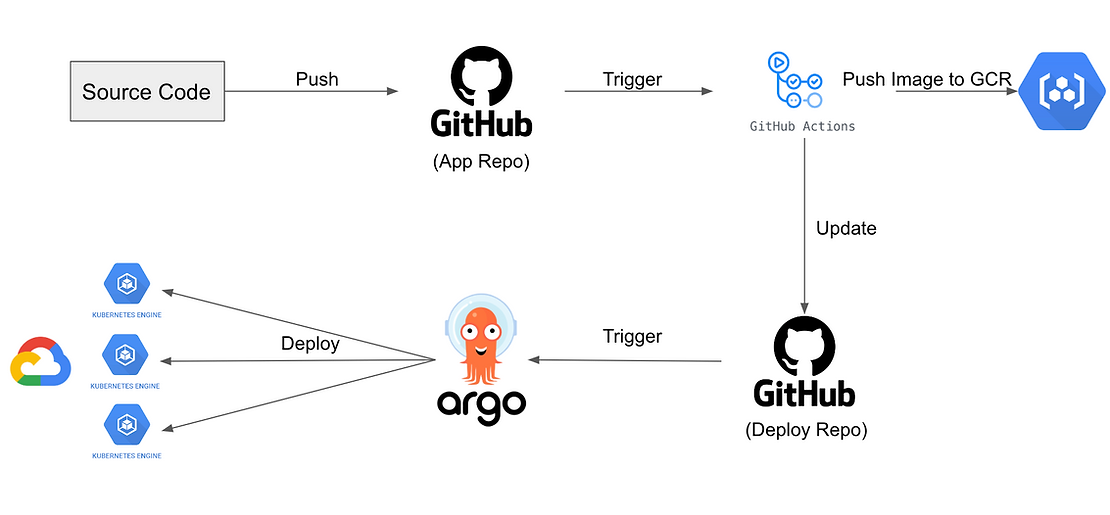 Source Code
Push
GitHub
(App Repo)
Trigger
GitHub Actions
Push Image to GCR
Update
GitHub
(Deploy Repo)
Trigger
argo
Deploy
KUBERNETES ENGINE
KUBERNETES ENGINE
KUBERNETES ENGINE